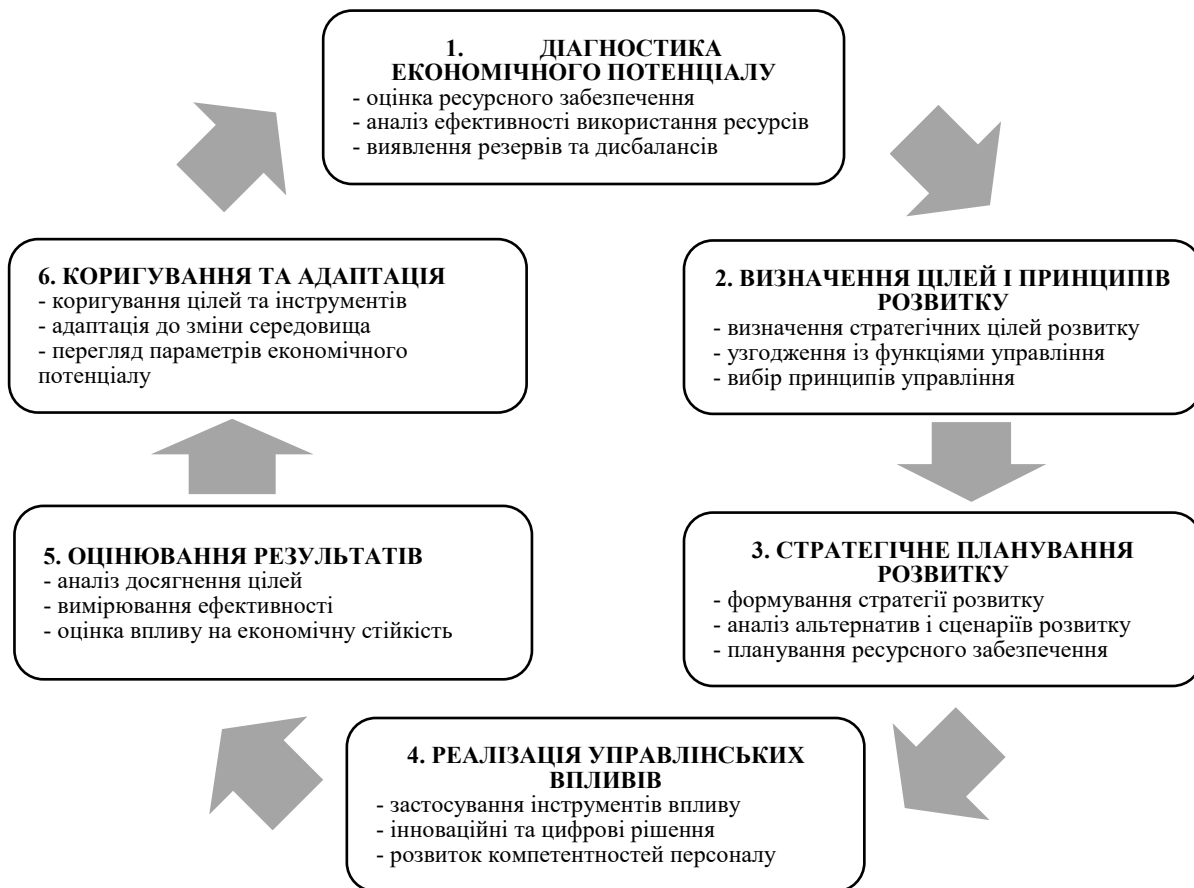 1. ДІАГНОСТИКА
ЕКОНОМІЧНОГО ПОТЕНЦІАЛУ
- оцінка ресурсного забезпечення
- аналіз ефективності використання ресурсів
- виявлення резервів та дисбалансів
2. ВИЗНАЧЕННЯ ЦІЛЕЙ І ПРИНЦИПІВ
РОЗВИТКУ
- визначення стратегічних цілей розвитку
- узгодження із функціями управління
- вибір принципів управління
3. СТРАТЕГІЧНЕ ПЛАНУВАННЯ
РОЗВИТКУ
- формування стратегії розвитку
- аналіз альтернатив і сценаріїв розвитку
- планування ресурсного забезпечення
4. РЕАЛІЗАЦІЯ УПРАВЛІНСЬКИХ
ВПЛИВІВ
- застосування інструментів впливу
- інноваційні та цифрові рішення
- розвиток компетентностей персоналу
5. ОЦІНЮВАННЯ РЕЗУЛЬТАТІВ
- аналіз досягнення цілей
- вимірювання ефективності
- оцінка впливу на економічну стійкість
6. КОРИГУВАННЯ ТА АДАПТАЦІЯ
- коригування цілей та інструментів
- адаптація до зміни середовища
- перегляд параметрів економічного
потенціалу